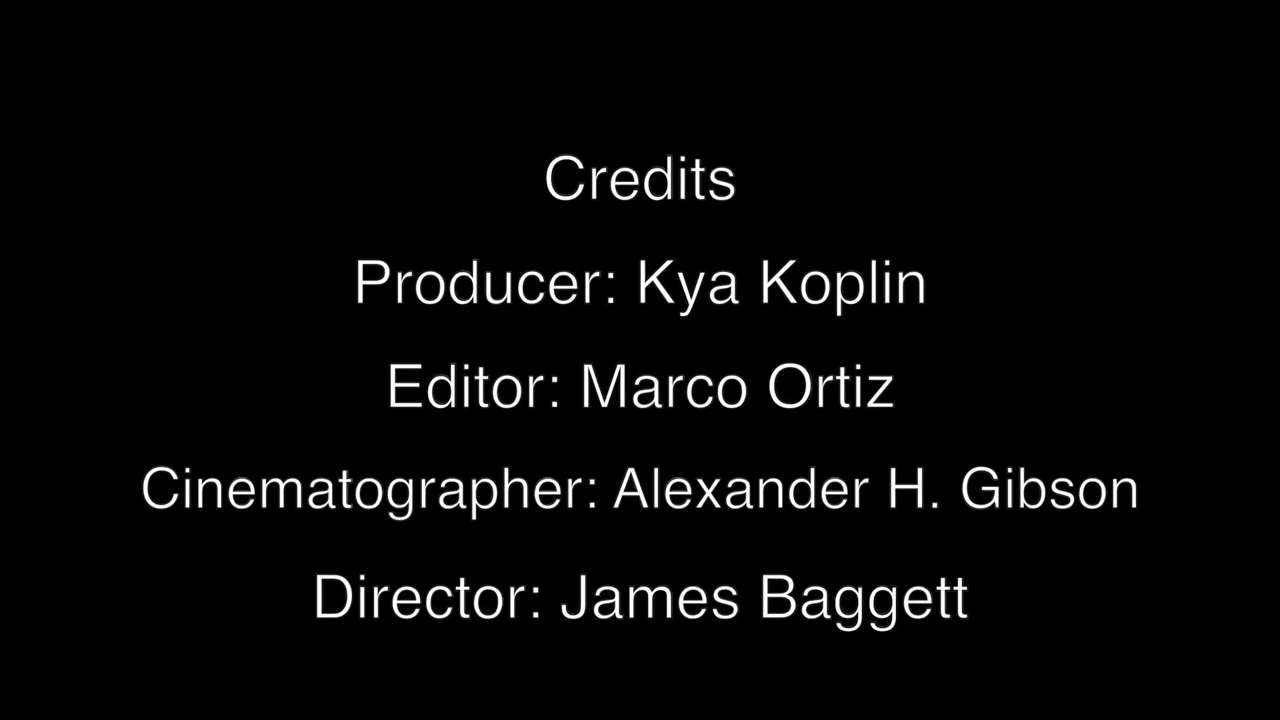 Credits
Producer: Kya Koplin
Editor: Marco Ortiz
Cinematographer: Alexander H. Gibson
Director: James Baggett